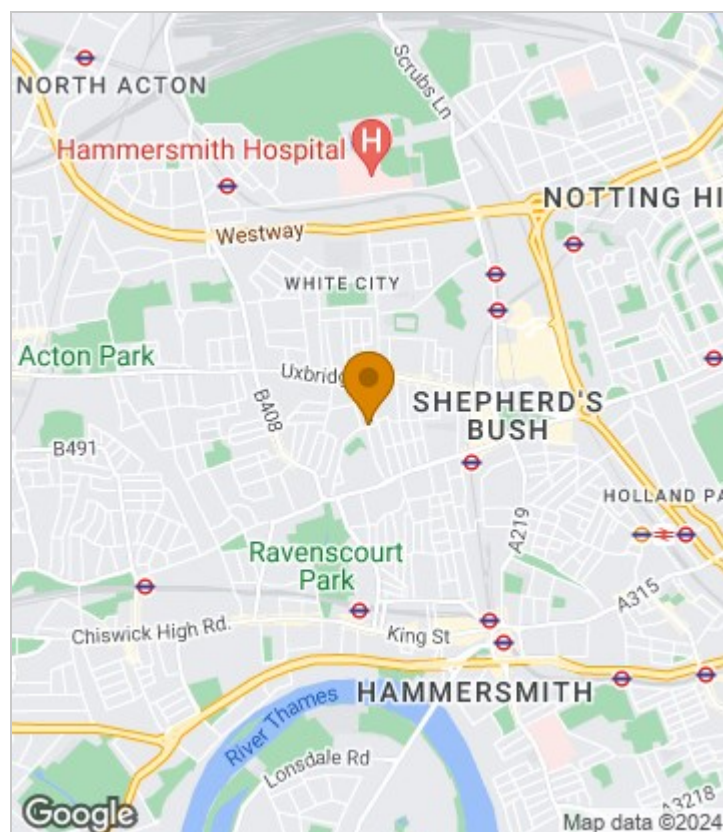 NORTH ACTON
Scrubs Ln
Hammersmith Hospital
H
NOTTING HI
Westway
WHITE CITY
Acton Park
Uxbridg
SHEPHERD'S
BUSH
B408
B491
HOLLAND PA
A219
Ravenscourt
Park
A315
Chiswick High Rd.
King St
HAMMERSMITH
River Thames
Lonsdale Rd
A3218
Google
Map data ©2024